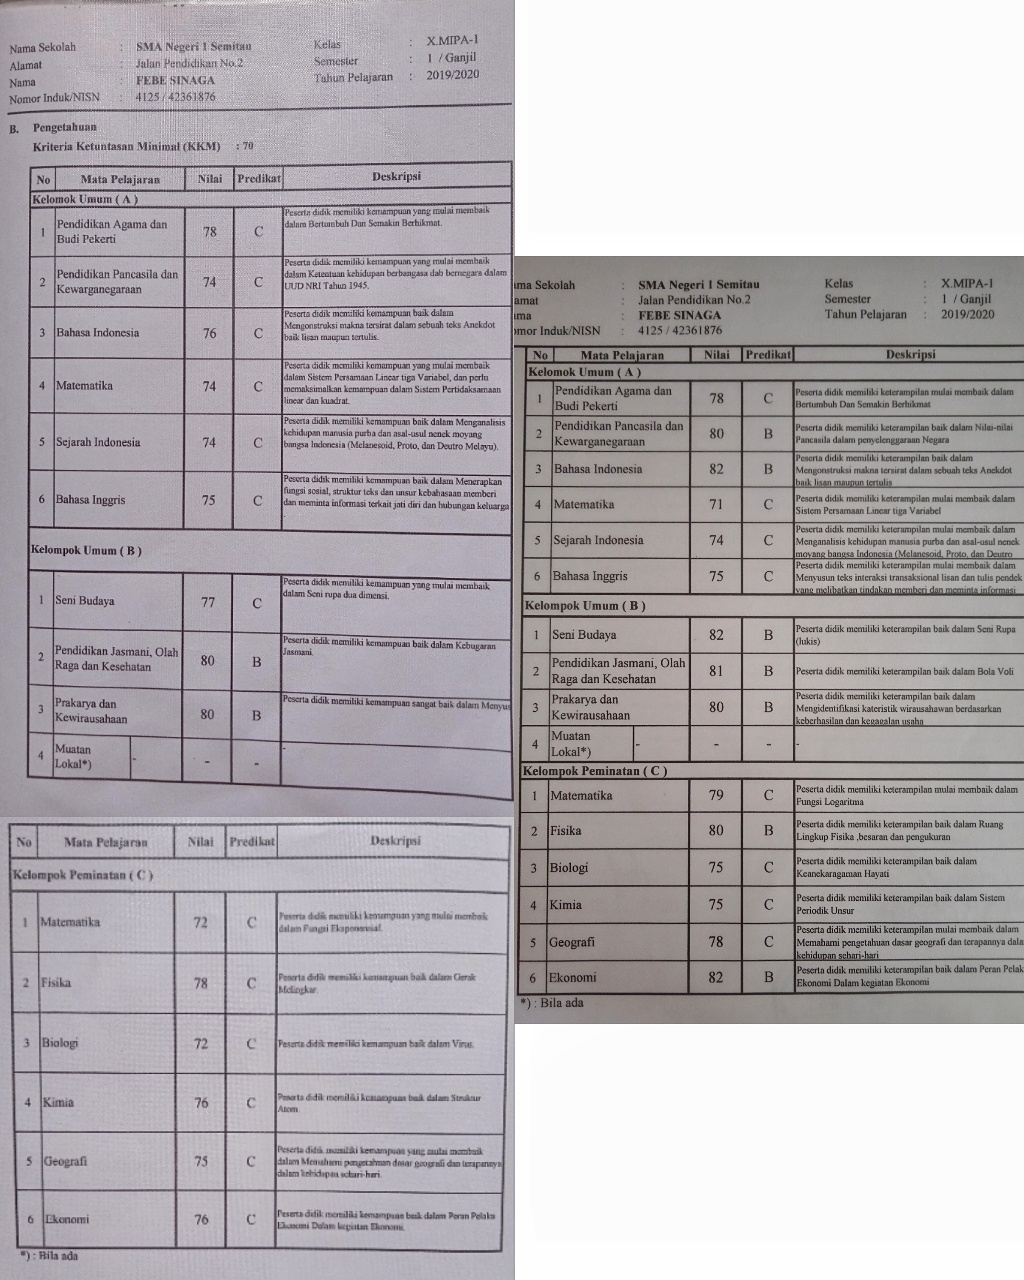 Nama Sekolah : SMA Negeri 1 Semitau Kelas : X.MIPA-1
Alamat : Jalan Pendidikan No.2 Semester : 1 / Ganjil
Nama : FEBE SINAGA Tahun Pelajaran : 2019/2020
Nomor Induk/NISN : 4125 / 42361876
B. Pengetahuan
Kriteria Ketuntasan Minimal (KKM) : 70
No Mata Pelajaran Nilai Predikat Deskripsi
Kelomok Umum ( A )
1 Pendidikan Agama dan Budi Pekerti 78 C Peserta didik memiliki kemampuan yang mulai membaik
dalam Bertumbuh Dan Semakin Berhikmat.
2 Pendidikan Pancasila dan Kewarganegaraan 74 C Peserta didik memiliki kemampuan yang mulai membaik
dalam Ketentuan kehidupan berbangasa dab bernegara dalam
UUD NRI Tahun 1945.
3 Bahasa Indonesia 76 C Peserta didik memiliki kemampuan baik dalam
Mengonstruksi makna tersirat dalam sebuah teks Anekdot
baik lisan maupun tertulis.
4 Matematika 74 C Peserta didik memiliki kemampuan yang mulai membaik
dalam Sistem Persamaan Linear tiga Variabel, dan perlu
memaksimalkan kemampuan dalam Sistem Pertidaksamaan
linear dan kuadrat.
5 Sejarah Indonesia 74 C Peserta didik memiliki kemampuan baik dalam Menganalisis
kehidupan manusia purba dan asal-usul nenek moyang
bangsa Indonesia (Melanesoid, Proto, dan Deutro Melayu).
6 Bahasa Inggris 75 C Peserta didik memiliki kemampuan baik dalam Menerapkan
fungsi sosial, struktur teks dan unsur kebahasaan memberi
dan meminta informasi terkait jati diri dan hubungan keluarga
Kelompok Umum ( B )
1 Seni Budaya 77 C Peserta didik memiliki kemampuan yang mulai membaik
dalam Seni rupa dua dimensi.
2 Pendidikan Jasmani, Olah Raga dan Kesehatan 80 B Peserta didik memiliki kemampuan baik dalam Kebugaran
Jasmani.
3 Prakarya dan Kewirausahaan 80 B Peserta didik memiliki kemampuan sangat baik dalam Menyus
4 Muatan Lokal*) - - - -
No Mata Pelajaran Nilai Predikat Deskripsi
Kelompok Peminatan ( C )
1 Matematika 72 C Peserta didik memiliki kemampuan yang mulai membaik
dalam Fungsi Eksponensial.
2 Fisika 78 C Peserta didik memiliki kemampuan baik dalam Gerak
Melingkar.
3 Biologi 72 C Peserta didik memiliki kemampuan baik dalam Virus.
4 Kimia 76 C Peserta didik memiliki kemampuan baik dalam Struktur
Atom.
5 Geografi 75 C Peserta didik memiliki kemampuan yang mulai membaik
dalam Memahami pengetahuan dasar geografi dan terapannya
dalam kehidupan sehari-hari.
6 Ekonomi 76 C Peserta didik memiliki kemampuan baik dalam Peran Pelaku
Ekonomi Dalam kegiatan Ekonomi.
*) : Bila ada
ma Sekolah : SMA Negeri 1 Semitau Kelas : X.MIPA-1
amat : Jalan Pendidikan No.2 Semester : 1 / Ganjil
ma : FEBE SINAGA Tahun Pelajaran : 2019/2020
omor Induk/NISN : 4125 / 42361876
No Mata Pelajaran Nilai Predikat Deskripsi
Kelomok Umum ( A )
1 Pendidikan Agama dan Budi Pekerti 78 C Peserta didik memiliki keterampilan mulai membaik dalam
Bertumbuh Dan Semakin Berhikmat
2 Pendidikan Pancasila dan Kewarganegaraan 80 B Peserta didik memiliki keterampilan baik dalam Nilai-nilai
Pancasila dalam penyelenggaraan Negara
3 Bahasa Indonesia 82 B Peserta didik memiliki keterampilan baik dalam
Mengonstruksi makna tersirat dalam sebuah teks Anekdot
baik lisan maupun tertulis
4 Matematika 71 C Peserta didik memiliki keterampilan mulai membaik dalam
Sistem Persamaan Linear tiga Variabel
5 Sejarah Indonesia 74 C Peserta didik memiliki keterampilan mulai membaik dalam
Menganalisis kehidupan manusia purba dan asal-usul nenek
moyang bangsa Indonesia (Melanesoid, Proto, dan Deutro
6 Bahasa Inggris 75 C Peserta didik memiliki keterampilan mulai membaik dalam
Menyusun teks interaksi transaksional lisan dan tulis pendek
yang melibatkan tindakan memberi dan meminta informasi
Kelompok Umum ( B )
1 Seni Budaya 82 B Peserta didik memiliki keterampilan baik dalam Seni Rupa
(lukis)
2 Pendidikan Jasmani, Olah Raga dan Kesehatan 81 B Peserta didik memiliki keterampilan baik dalam Bola Voli
3 Prakarya dan Kewirausahaan 80 B Peserta didik memiliki keterampilan baik dalam
Mengidentifikasi kateristik wirausahawan berdasarkan
keberhasilan dan kegagalan usaha
4 Muatan Lokal*) - - - -
Kelompok Peminatan ( C )
1 Matematika 79 C Peserta didik memiliki keterampilan mulai membaik dalam
Fungsi Logaritma
2 Fisika 80 B Peserta didik memiliki keterampilan baik dalam Ruang
Lingkup Fisika ,besaran dan pengukuran
3 Biologi 75 C Peserta didik memiliki keterampilan baik dalam
Keanekaragaman Hayati
4 Kimia 75 C Peserta didik memiliki keterampilan baik dalam Sistem
Periodik Unsur
5 Geografi 78 C Peserta didik memiliki keterampilan mulai membaik dalam
Memahami pengetahuan dasar geografi dan terapannya dala
kehidupan sehari-hari
6 Ekonomi 82 B Peserta didik memiliki keterampilan baik dalam Peran Pelak
Ekonomi Dalam kegiatan Ekonomi
*) : Bila ada